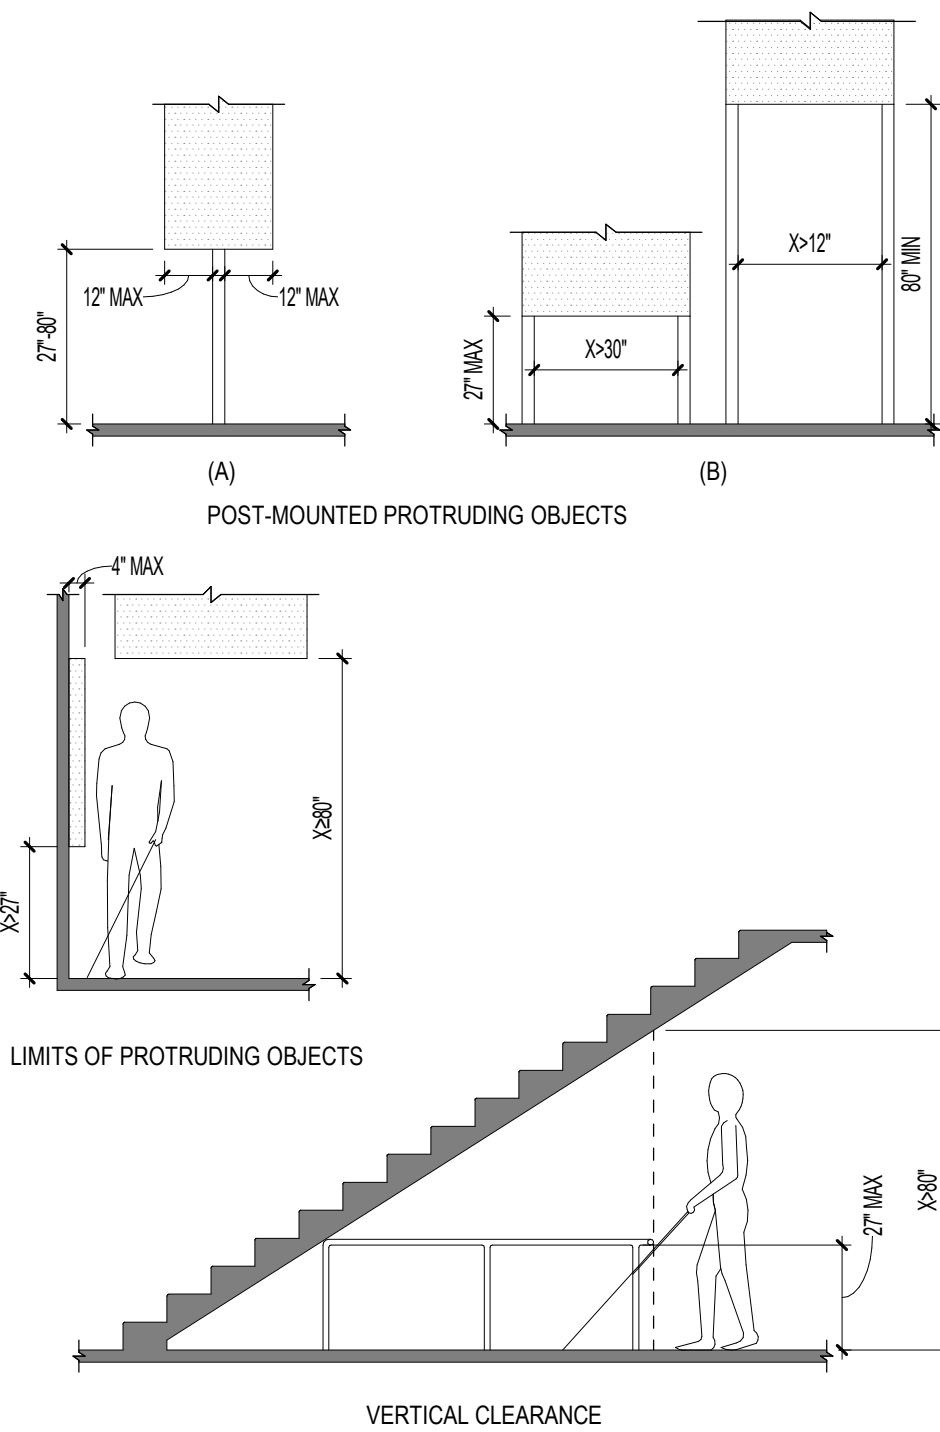 12" MAX
12" MAX
27"-80"
(A)
27" MAX
X>30"
X>12"
80" MIN
(B)
POST-MOUNTED PROTRUDING OBJECTS
4" MAX
X>27"
X≥80"
LIMITS OF PROTRUDING OBJECTS
27" MAX
X>80"
VERTICAL CLEARANCE